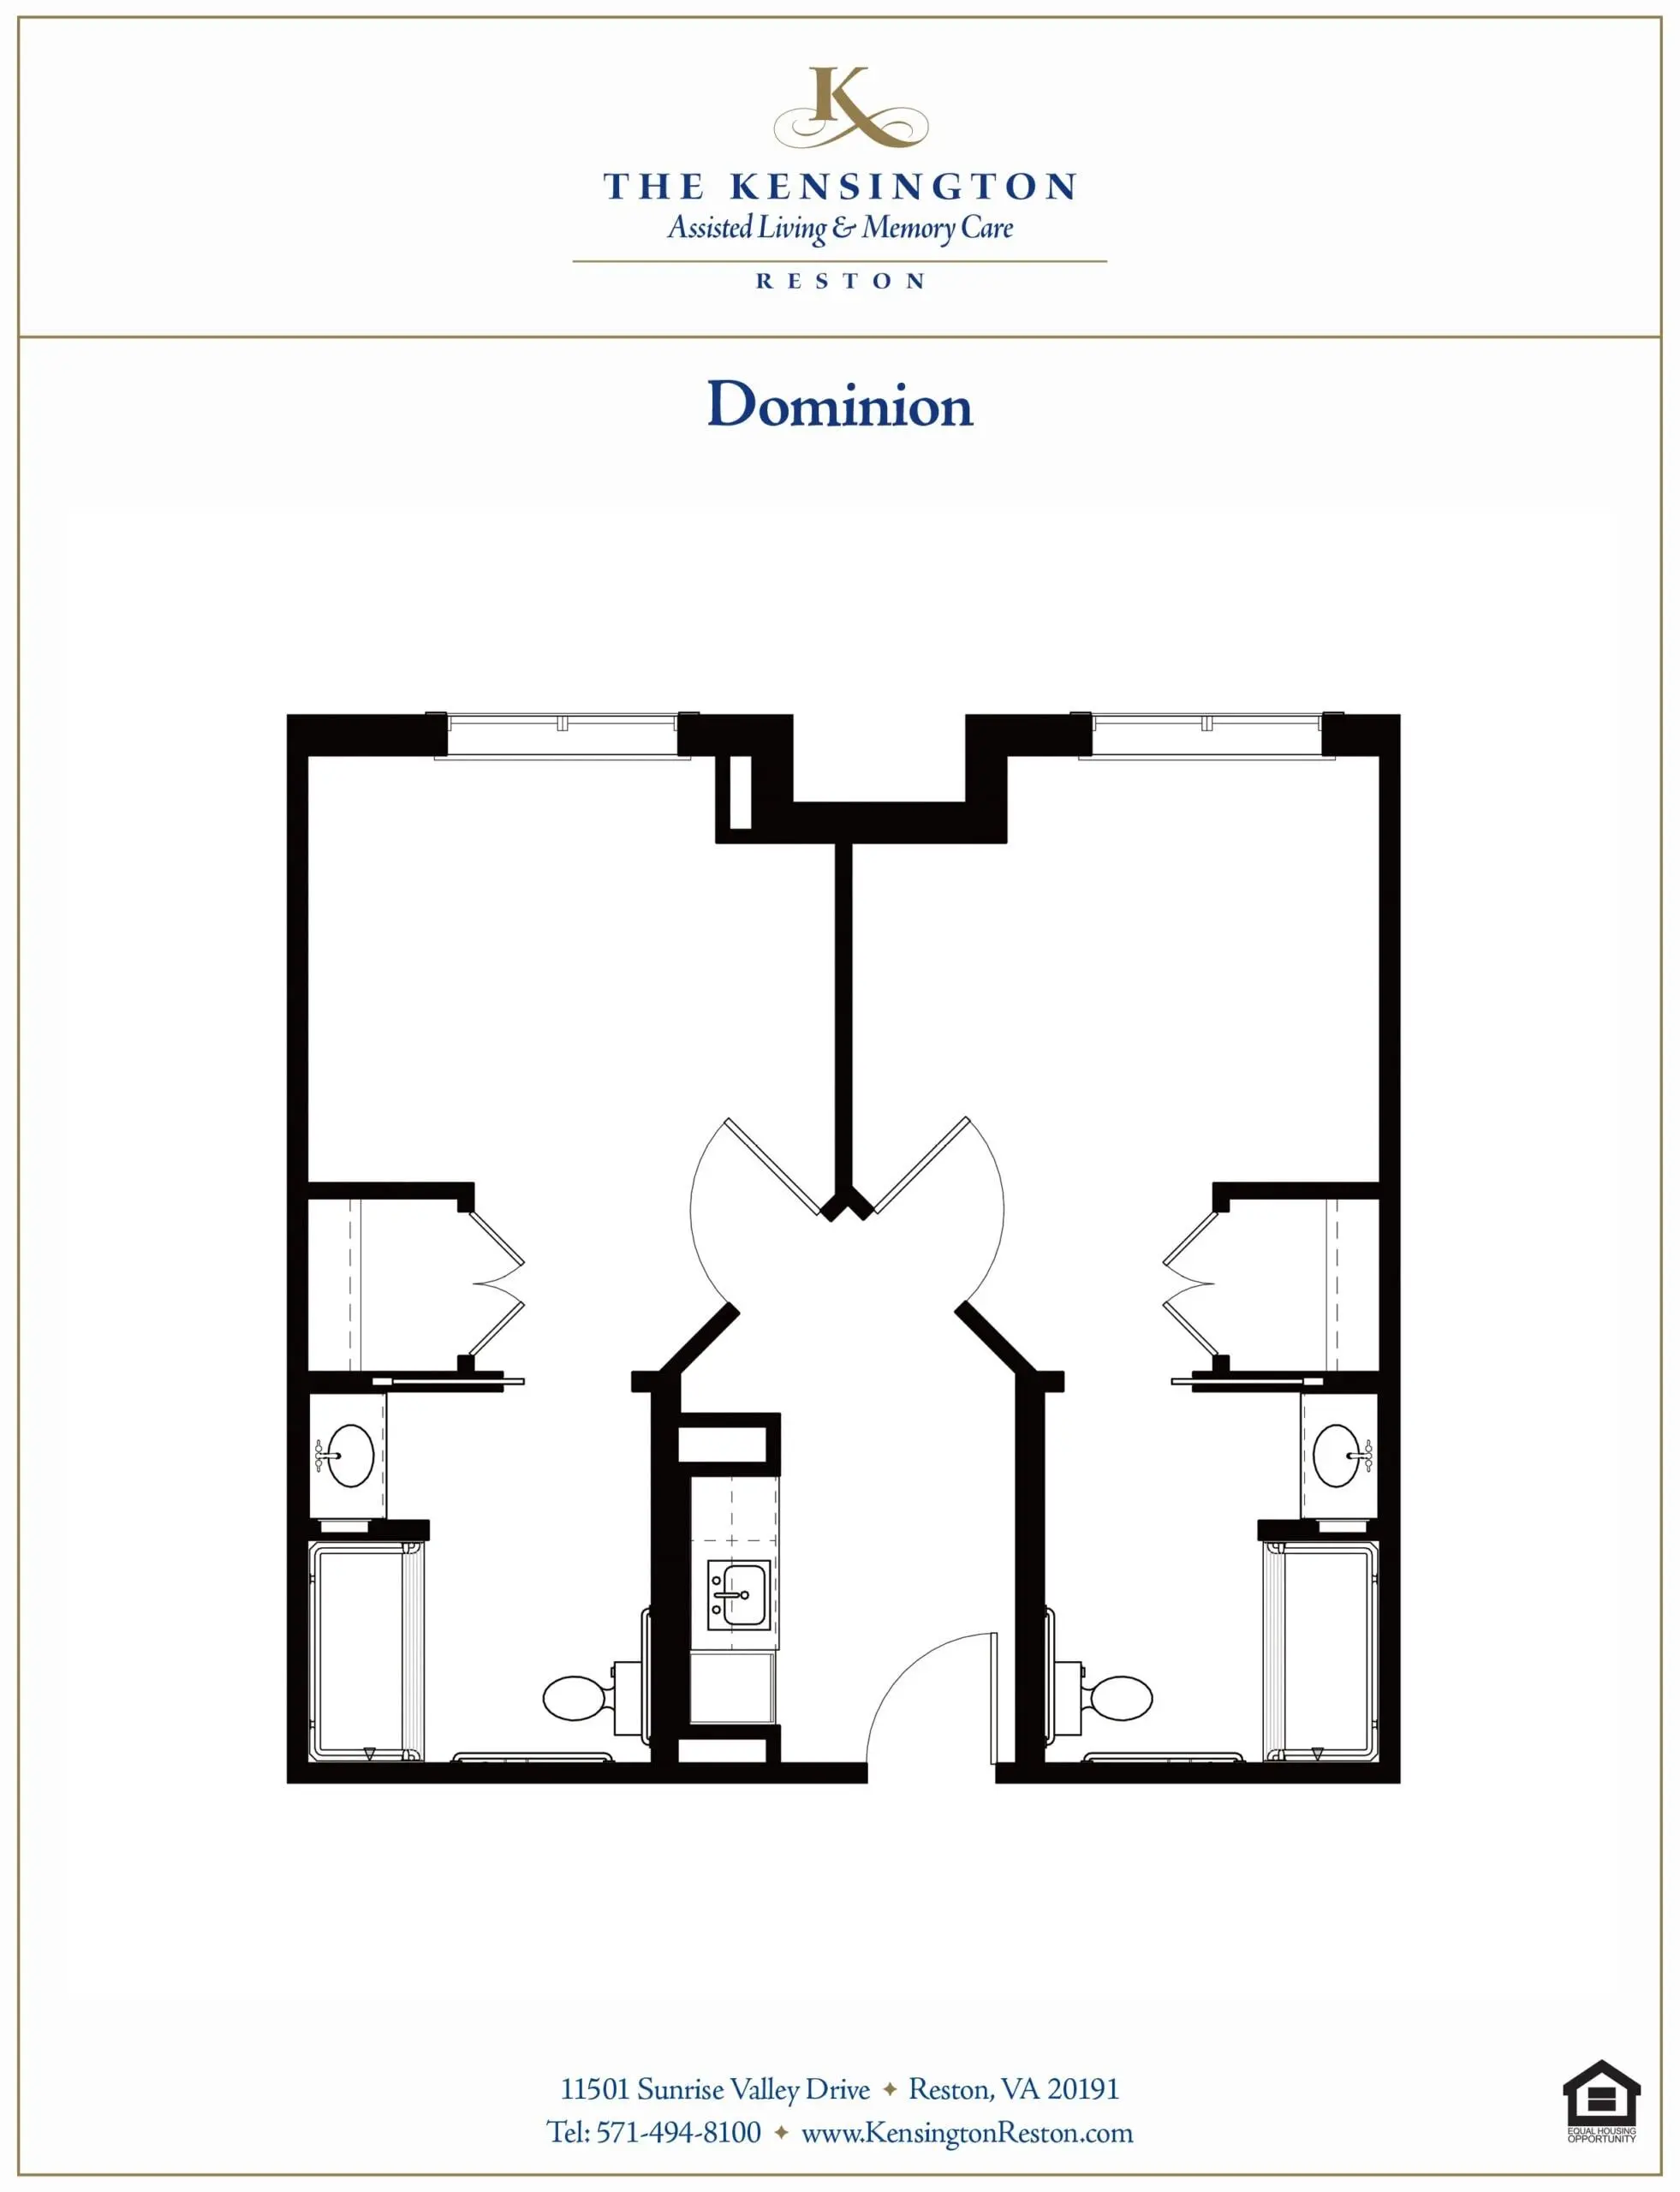 K
THE KENSINGTON
Assisted Living & Memory Care
RESTON
Dominion
11501 Sunrise Valley Drive ✦ Reston, VA 20191
Tel: 571-494-8100 ✦ www.KensingtonReston.com
EQUAL HOUSING
OPPORTUNITY